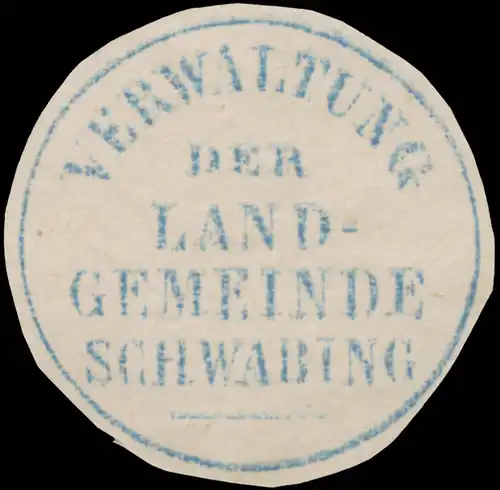 VERWALTUNG
DER
LAND-
GEMEINDE
SCHWABING